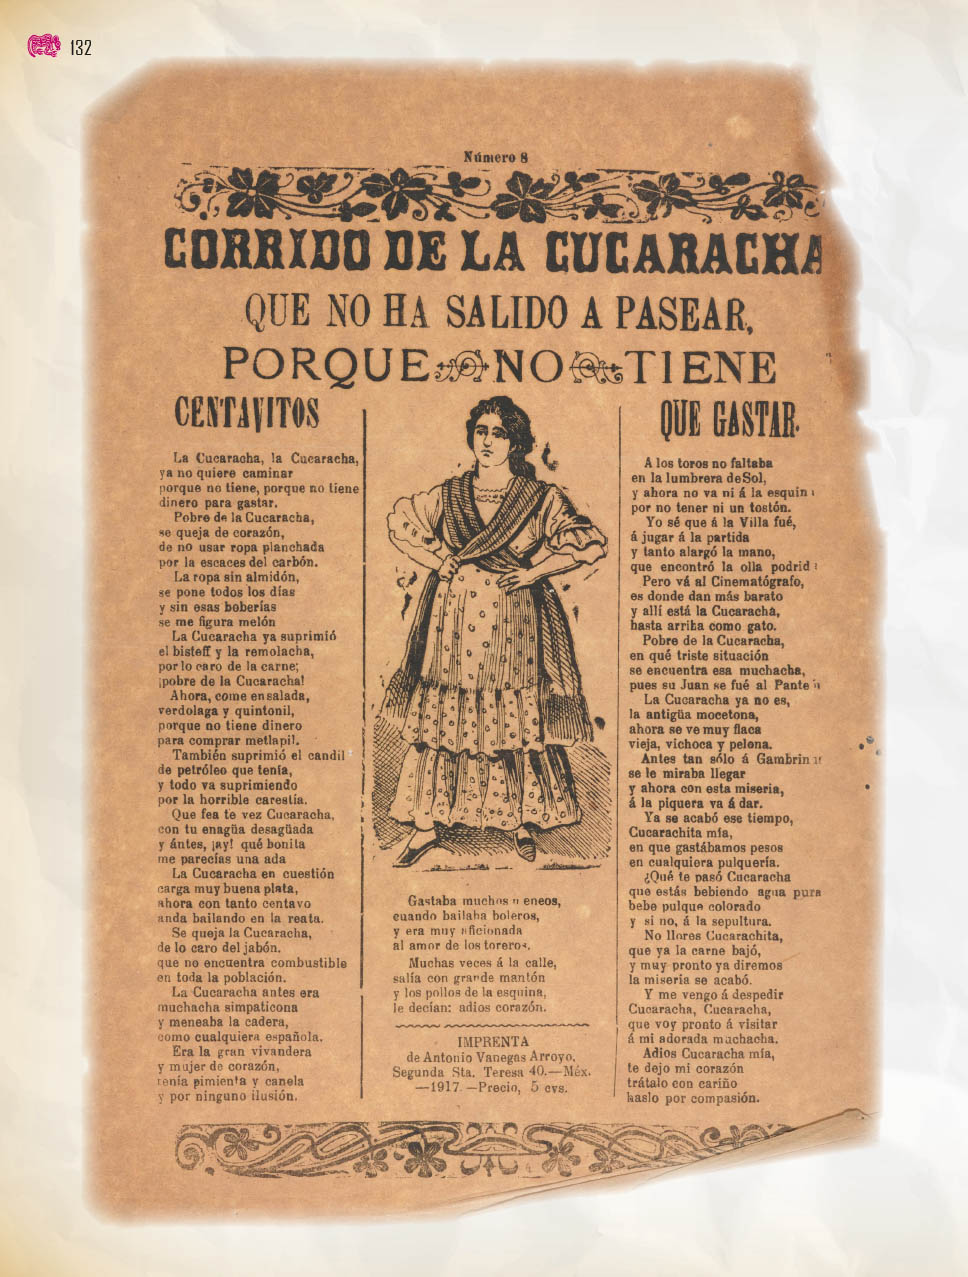 132
Número 8
CORRIDO DE LA CUCARACHA
QUE NO HA SALIDO A PASEAR,
PORQUE NO TIENE
CENTAVITOS
La Cucaracha, la Cucaracha,
ya no quiere caminar
porque no tiene, porque no tiene
dinero para gastar.
Pobre de la Cucaracha,
se queja de corazón,
de no usar ropa planchada
por la escaces del carbón.
La ropa sin almidón,
se pone todos los días
y sin esas boberías
se me figura melón
La Cucaracha ya suprimió
el bisteff y la remolacha,
por lo caro de la carne;
¡pobre de la Cucaracha!
Ahora, come ensalada,
verdolaga y quintonil,
porque no tiene dinero
para comprar metlapil.
También suprimió el candil
de petróleo que tenía,
y todo va suprimiendo
por la horrible carestía.
Que fea te vez Cucaracha,
con tu enagüa desagüada
y ántes, ¡ay! qué bonita
me parecías una ada
La Cucaracha en cuestión
carga muy buena plata,
ahora con tanto centavo
anda bailando en la reata.
Se queja la Cucaracha,
de lo caro del jabón.
que no encuentra combustible
en toda la población.
La Cucaracha antes era
muchacha simpaticona
y meneaba la cadera,
como cualquiera española.
Era la gran vivandera
y mujer de corazón,
tenía pimienta y canela
y por ninguno ilusión.
Gastaba muchos
cuando bailaba boleros,
y era muy aficionada
al amor de los toreros.
Muchas veces á la calle,
salía con grande mantón
y los pollos de la esquina,
le decían: adios corazón.
IMPRENTA
de Antonio Vanegas Arroyo.
Segunda Sta. Teresa 40.—Méx.
—1917.—Precio, 5 cvs.
QUE GASTAR.
A los toros no faltaba
en la lumbrera de Sol,
y ahora no va ni á la esquin
por no tener ni un tostón.
Yo sé que á la Villa fué,
á jugar á la partida
y tanto alargó la mano,
que encontró la olla podrid
Pero vá al Cinematógrafo,
es donde dan más barato
y allí está la Cucaracha,
hasta arriba como gato.
Pobre de la Cucaracha,
en qué triste situación
se encuentra esa muchacha,
pues su Juan se fué al Pante
La Cucaracha ya no es,
la antigüa mocetona,
ahora se ve muy flaca
vieja, vichoca y pelona.
Antes tan sólo á Gambrin
se le miraba llegar
y ahora con esta miseria,
á la piquera va á dar.
Ya se acabó ese tiempo,
Cucarachita mía,
en que gastábamos pesos
en cualquiera pulquería.
¿Qué te pasó Cucaracha
que estás bebiendo agua pura
bebe pulque colorado
y si no, á la sepultura.
No llores Cucarachita,
que ya la carne bajó,
y muy pronto ya diremos
la miseria se acabó.
Y me vengo á despedir
Cucaracha, Cucaracha,
que voy pronto á visitar
á mi adorada muchacha.
Adiós Cucaracha mía,
te dejo mi corazón
trátalo con cariño
haslo por compasión.